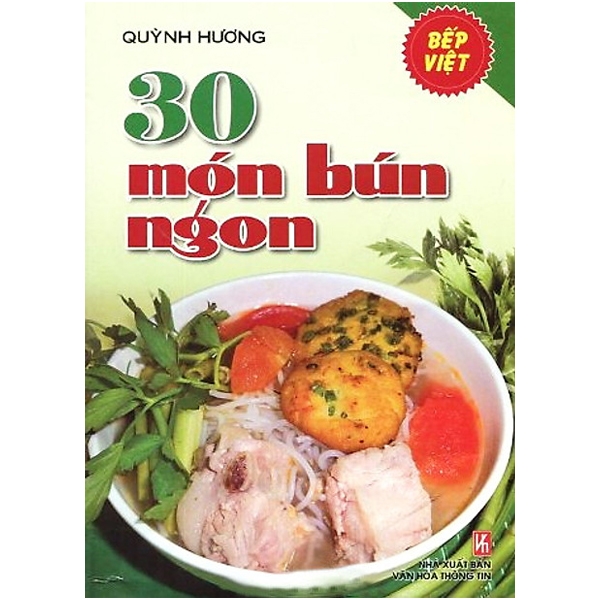 QUỲNH HƯƠNG
BẾP
VIỆT
30
món bún
ngon
NHÀ XUẤT BẢN
VĂN HÓA THÔNG TIN